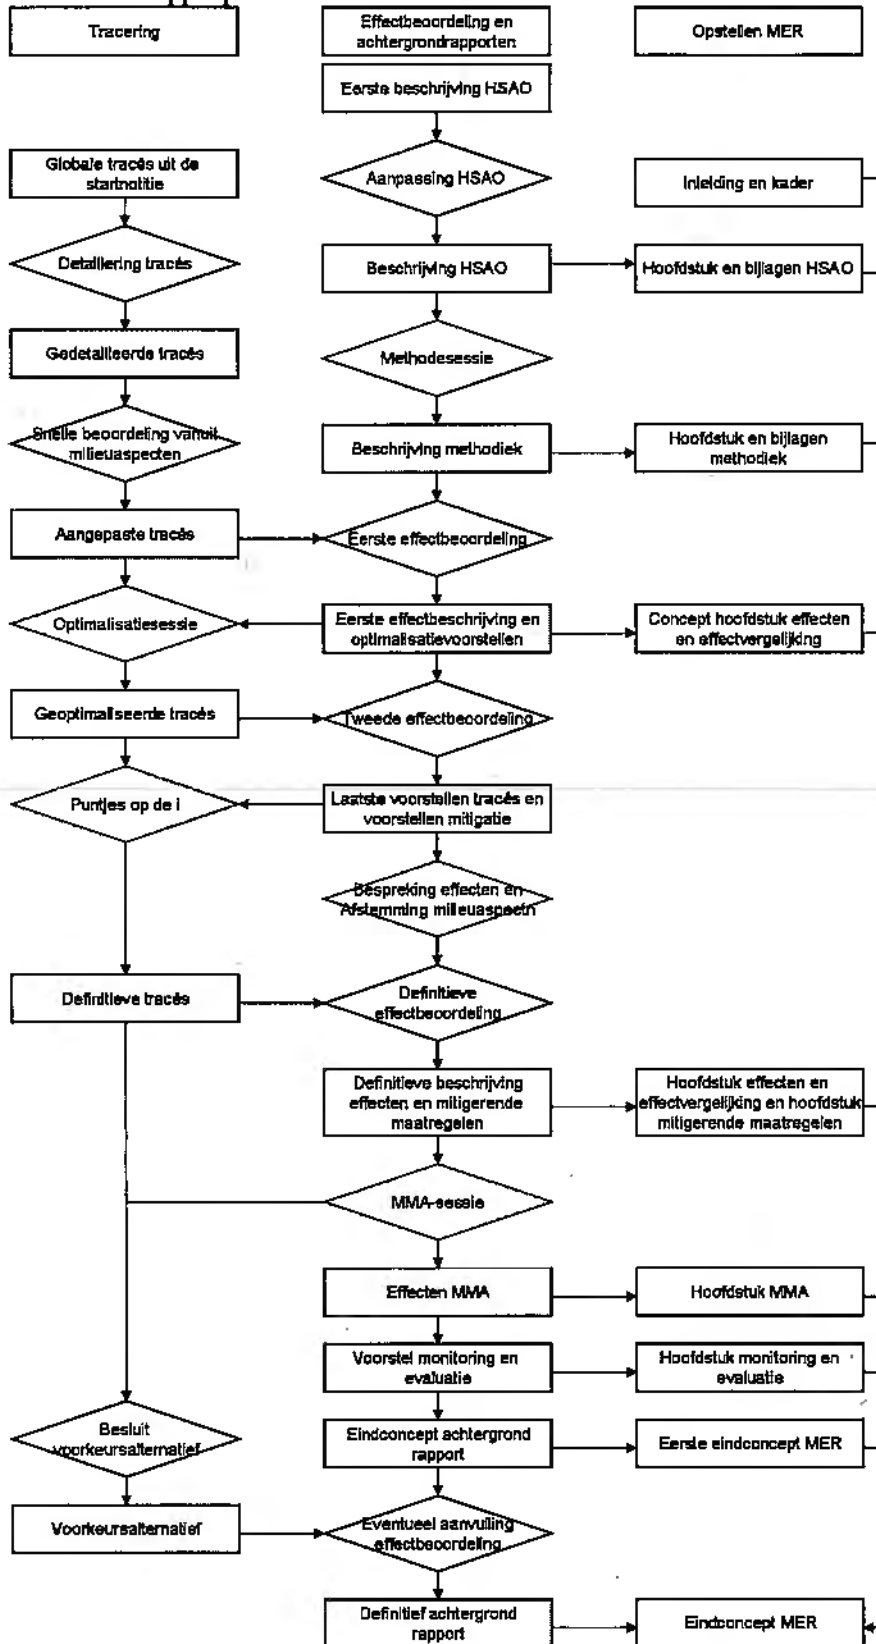 Tracering
Effectbeoordeling en
achtergrondrapporten
Opstellen MER
Eerste beschrijving HSAO
Globale tracés uit de
startnotitie
Aanpassing HSAO
Inleiding en kader
Detaillering tracés
Beschrijving HSAO
Hoofdstuk en bijlagen HSAO
Gedetailleerde tracés
Methodesessie
Snelle beoordeling vanuit
milieuaspecten
Beschrijving methodiek
Hoofdstuk en bijlagen
methodiek
Aangepaste tracés
Eerste effectbeoordeling
Optimalisatiesessie
Eerste effectbeschrijving en
optimalisatievoorstellen
Concept hoofdstuk effecten
en effectvergelijking
Geoptimaliseerde tracés
Tweede effectbeoordeling
Puntjes op de i
Laatste voorstellen tracés en
voorstellen mitigatie
Bespreking effecten en
Afstemming milieuaspectn
Definitieve tracés
Definitieve
effectbeoordeling
Definitieve beschrijving
effecten en mitigerende
maatregelen
Hoofdstuk effecten en
effectvergelijking en hoofdstuk
mitigerende maatregelen
MMA-sessie
Effecten MMA
Hoofdstuk MMA
Voorstel monitoring en
evaluatie
Hoofdstuk monitoring en
evaluatie
Besluit
voorkeursalternatief
Eindconcept achtergrond
rapport
Eerste eindconcept MER
Voorkeursalternatief
Eventueel aanvulling
effectbeoordeling
Definitief achtergrond
rapport
Eindconcept MER